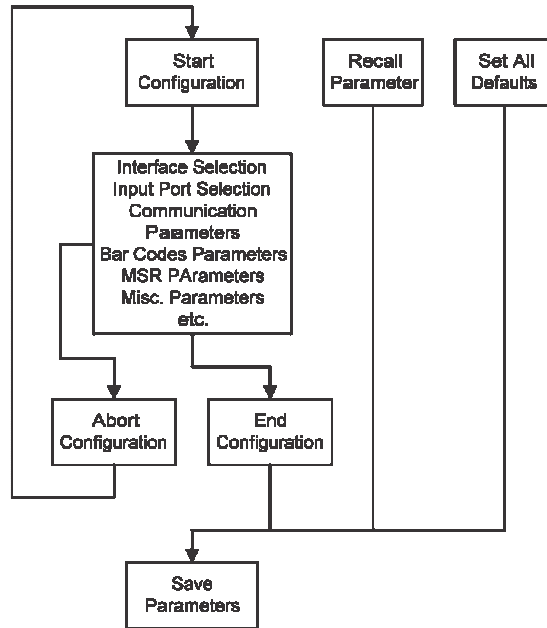 Start
Configuration
Recall
Parameter
Set All
Defaults
Interface Selection
Input Port Selection
Communication
Parameters
Bar Codes Parameters
MSR PArameters
Misc. Parameters
etc.
Abort
Configuration
End
Configuration
Save
Parameters